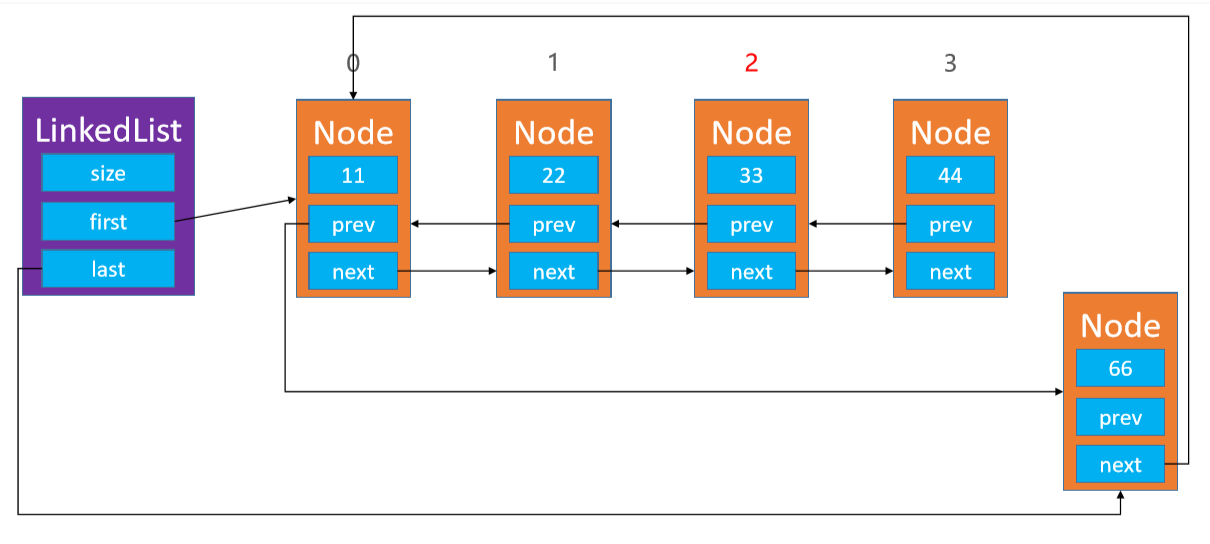 0
1
2
3
LinkedList
size
first
last
Node
11
prev
next
Node
22
prev
next
Node
33
prev
next
Node
44
prev
next
Node
66
prev
next